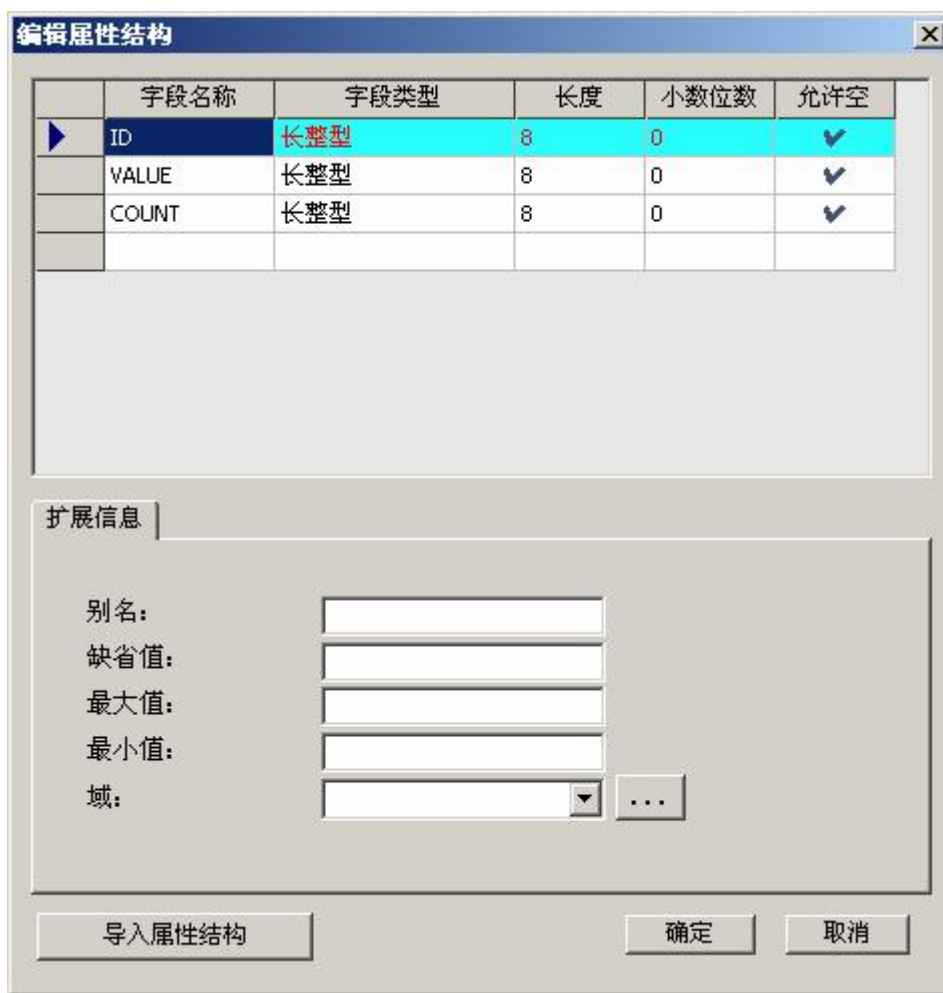 编辑属性结构
字段名称 字段类型 长度 小数位数 允许空
ID 长整型 8 0
VALUE 长整型 8 0
COUNT 长整型 8 0
扩展信息
别名:
缺省值:
最大值:
最小值:
域: ...
导入属性结构 确定 取消